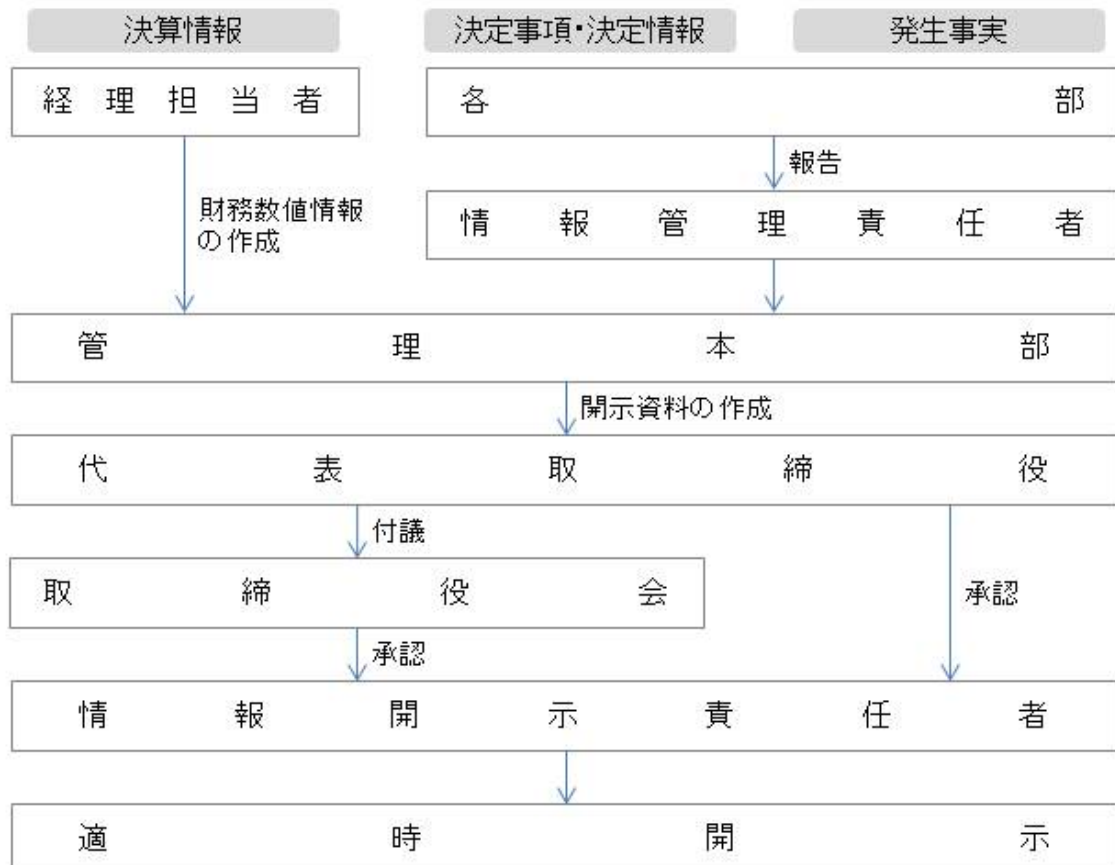 決算情報
決定事項・決定情報
発生事実
経理担当者
各部
報告
財務数値情報
の作成
情報管理責任者
管理本部
開示資料の作成
代表取締役
付議
取締役会
承認
承認
情報開示責任者
適時開示